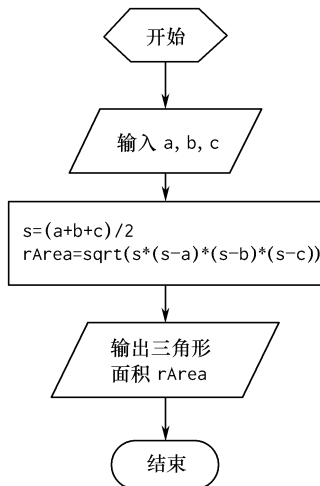 开始
输入 a, b, c
s=(a+b+c)/2
rArea=sqrt(s*(s-a)*(s-b)*(s-c))
输出三角形
面积 rArea
结束